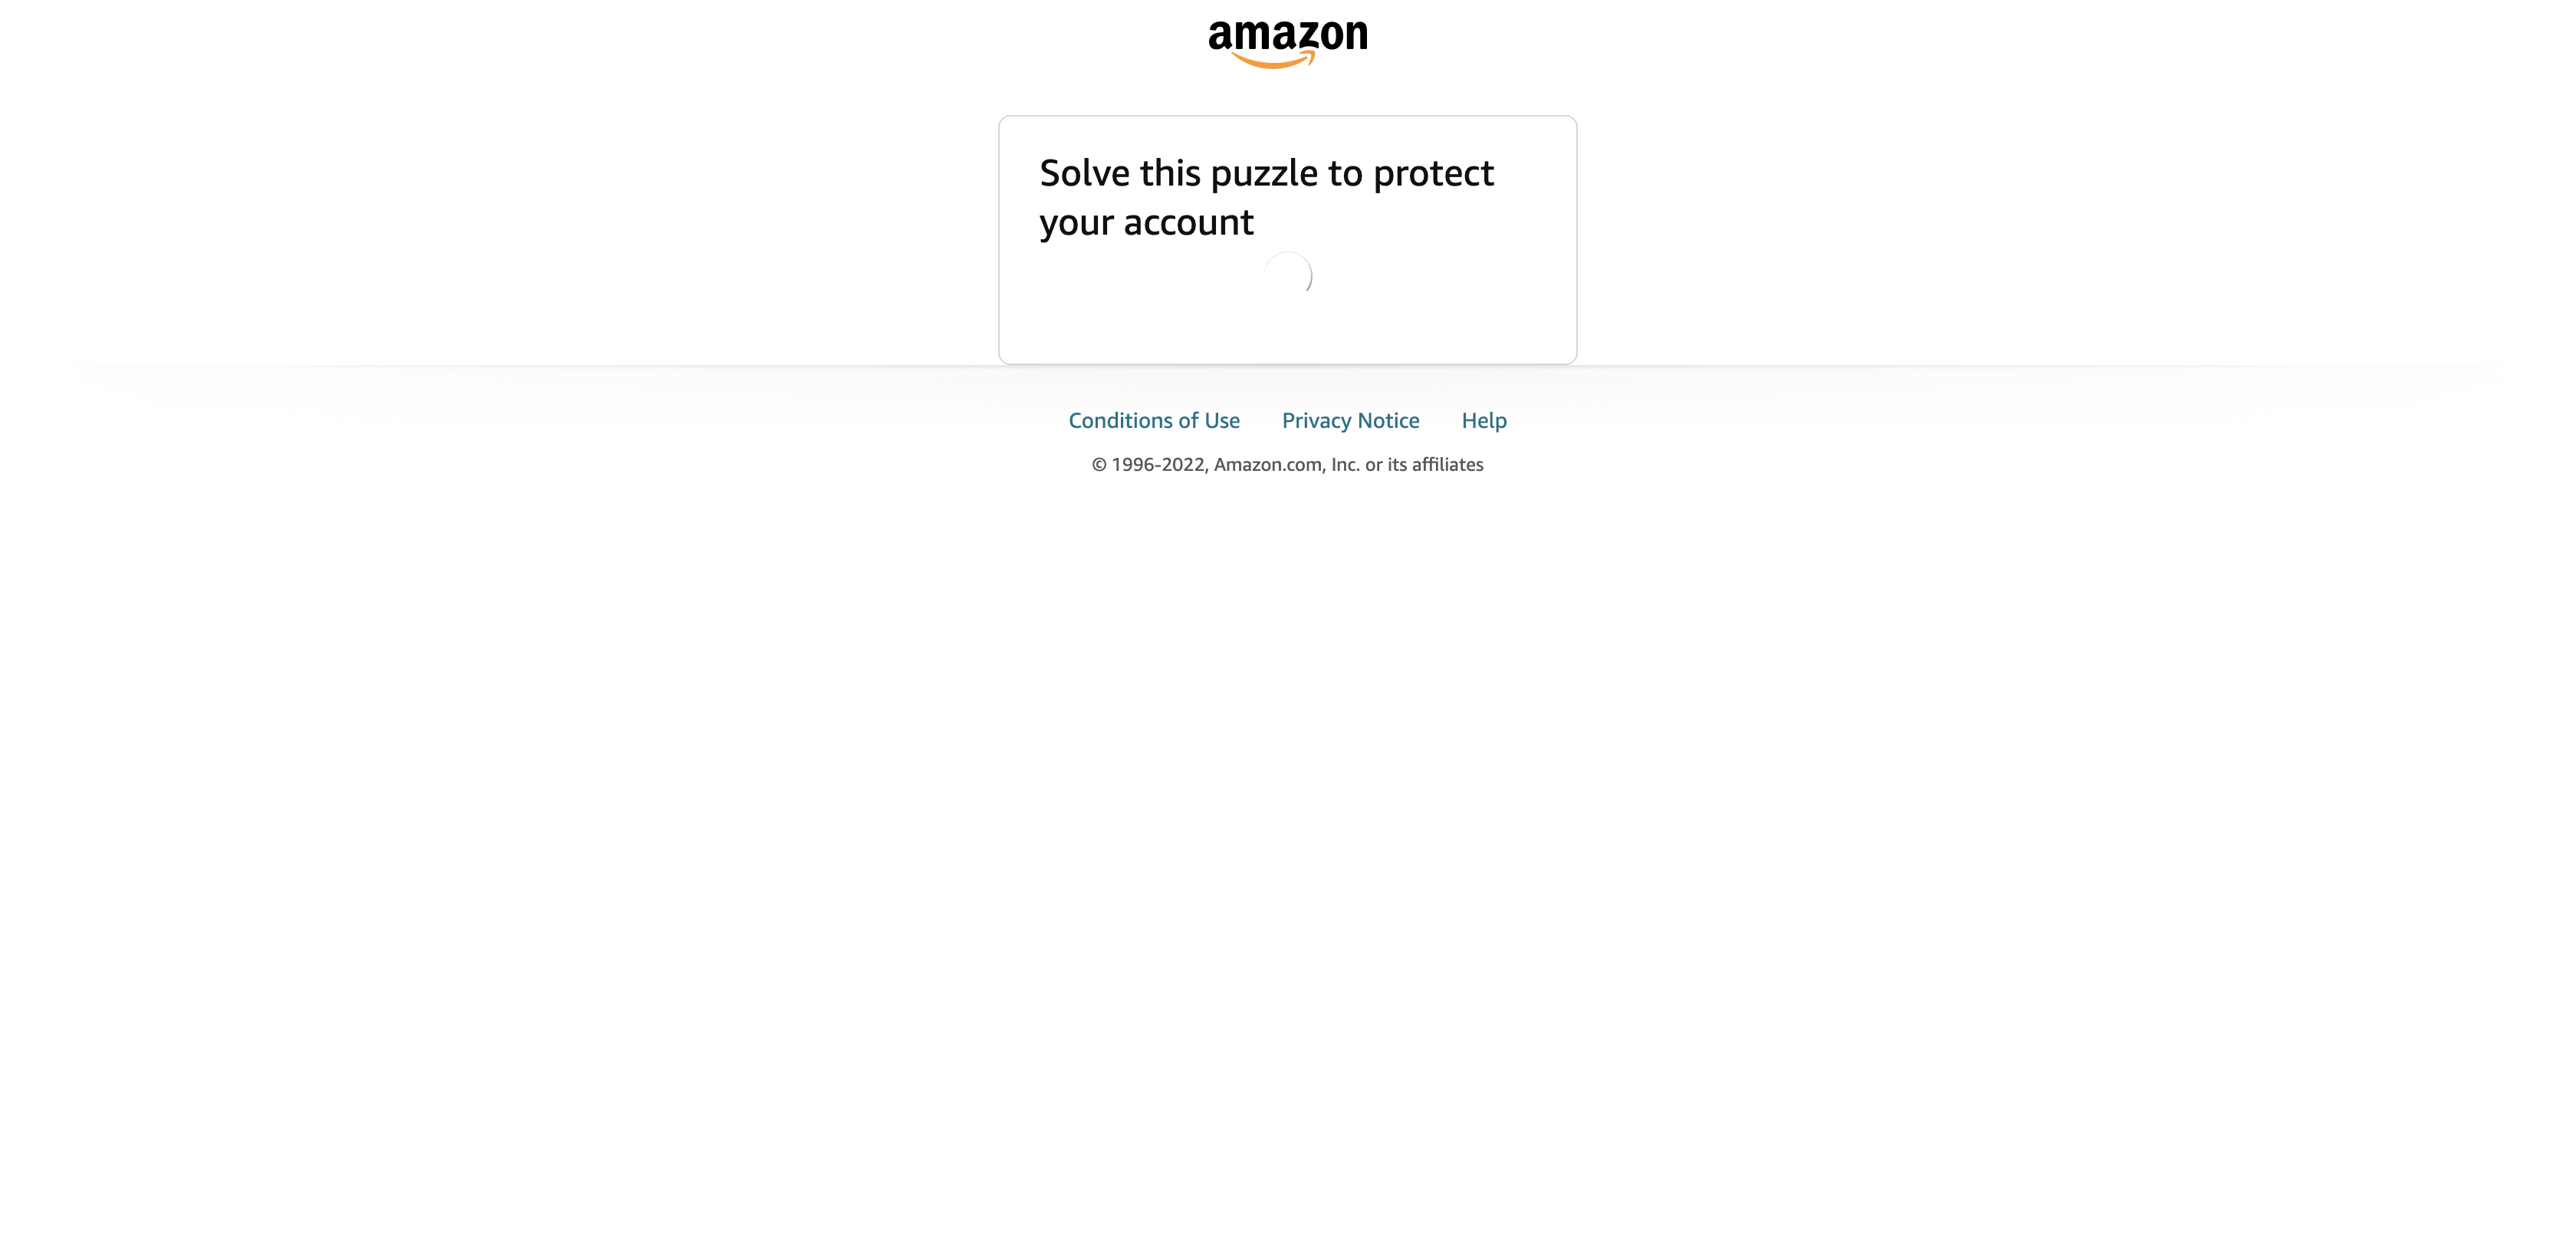 amazon
Solve this puzzle to protect
your account
Conditions of Use Privacy Notice Help
© 1996-2022, Amazon.com, Inc. or its affiliates